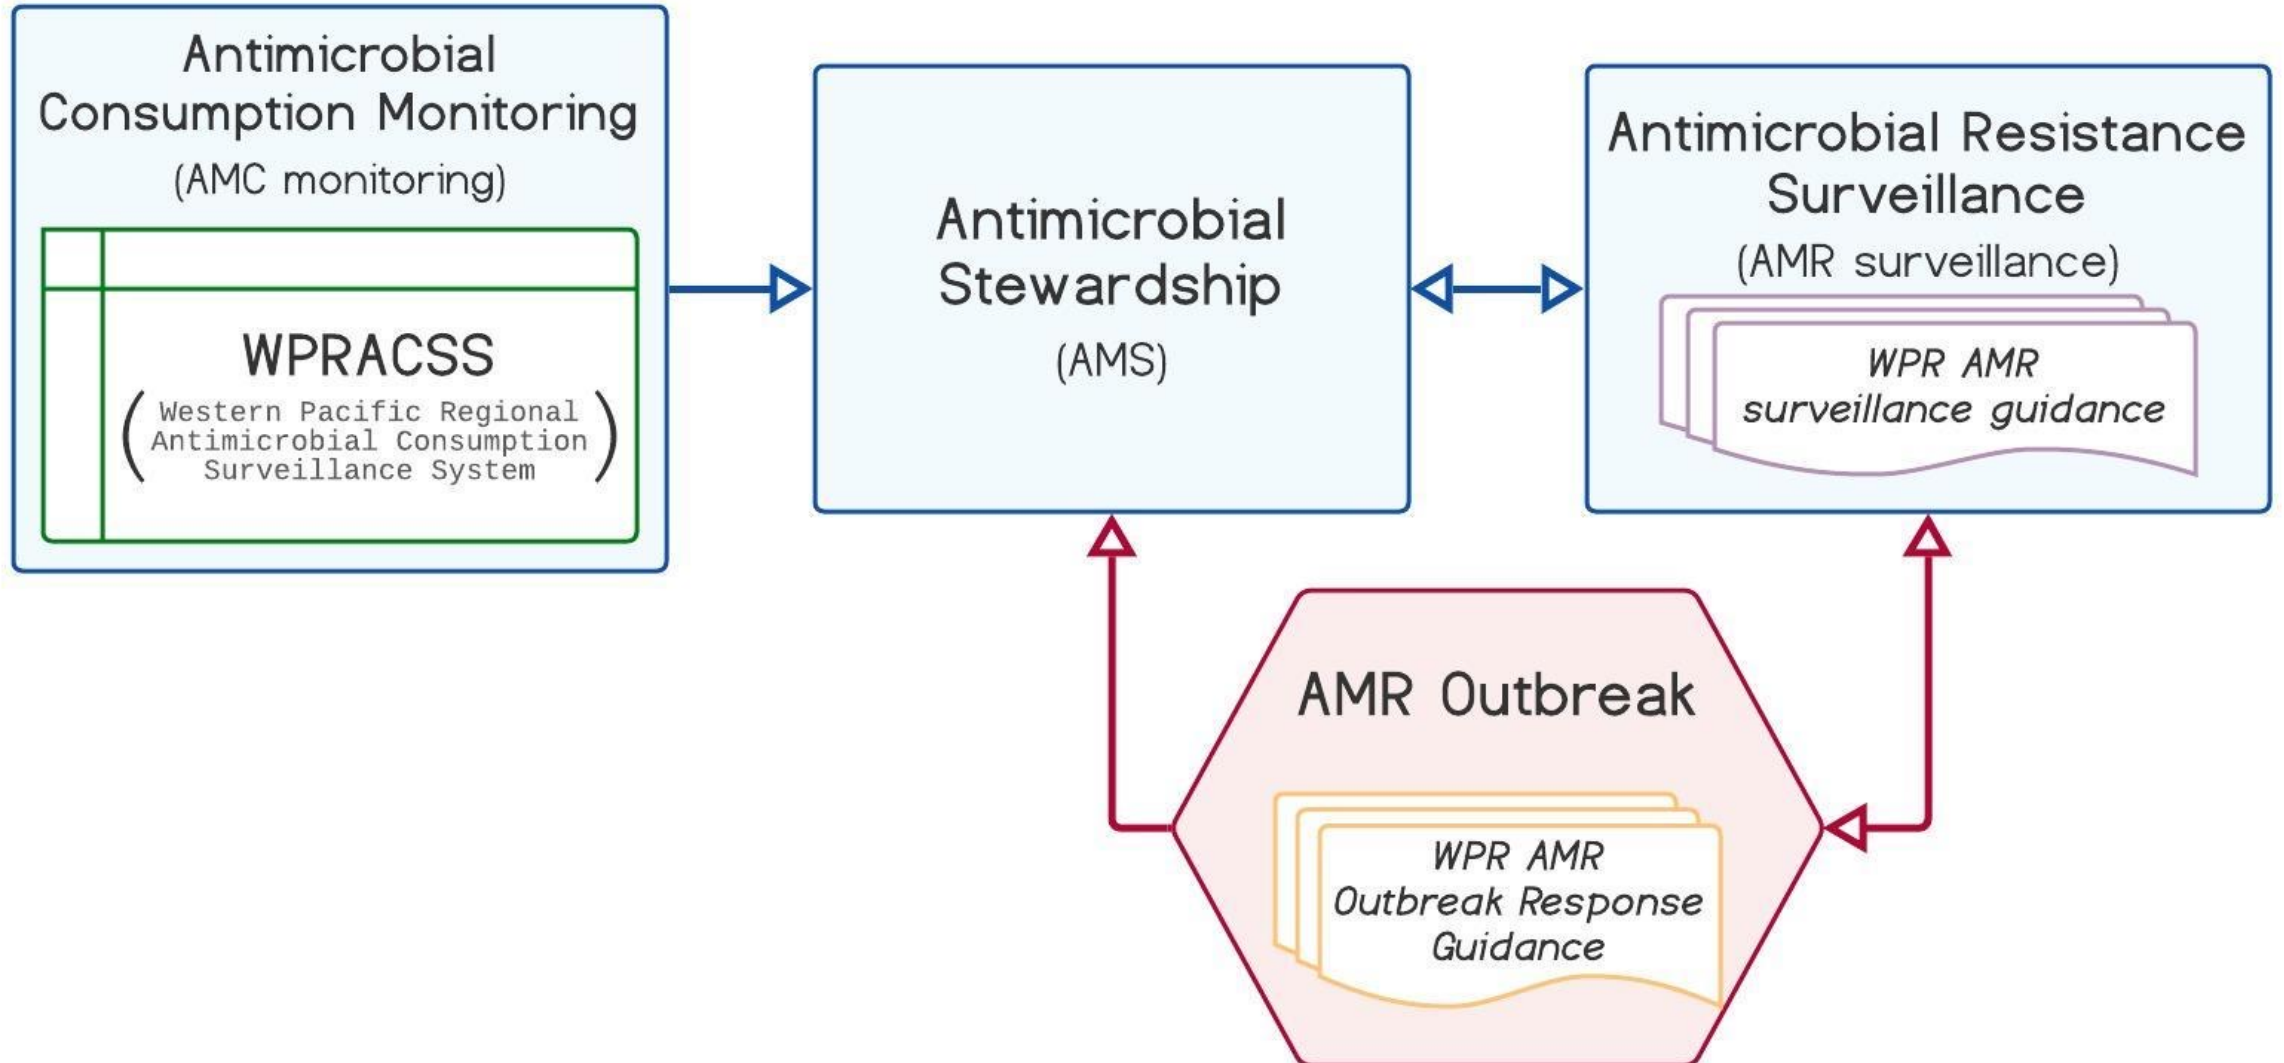 Antimicrobial
Consumption Monitoring
(AMC monitoring)
WPRACSS
(Western Pacific Regional
Antimicrobial Consumption
Surveillance System)
Antimicrobial
Stewardship
(AMS)
Antimicrobial Resistance
Surveillance
(AMR surveillance)
WPR AMR
surveillance guidance
AMR Outbreak
WPR AMR
Outbreak Response
Guidance